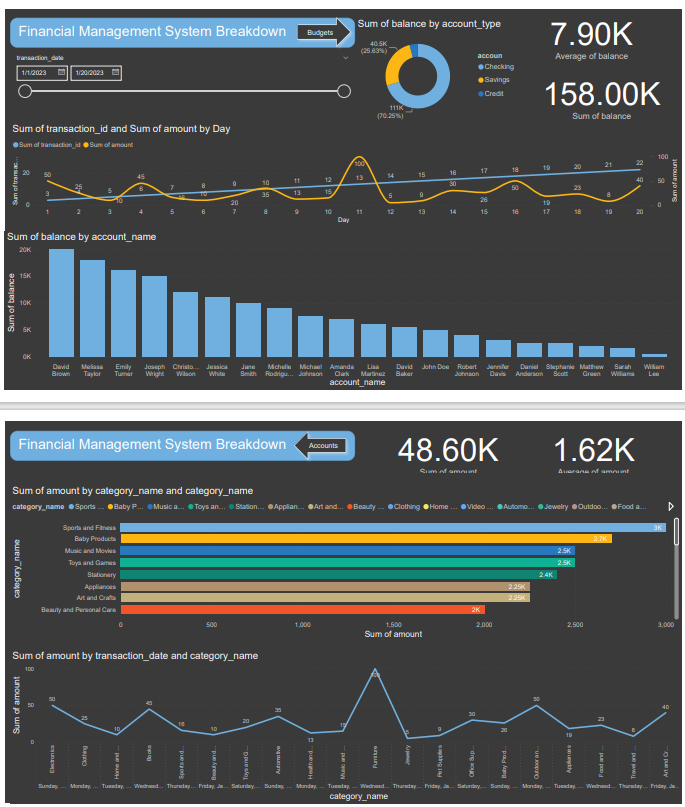 Financial Management System Breakdown
Budgets
transaction_date
1/1/2023
1/20/2023
Sum of balance by account_type
40.5K
(25.63%)
111K
(70.25%)
accoun
Checking
Savings
Credit
7.90K
Average of balance
158.00K
Sum of balance
Sum of transaction_id and Sum of amount by Day
Sum of transaction_id Sum of amount
Sum of transac...
20
0
50 25 10 45 16 10 20 35 13 15 100 5 9 30 26 50 19 23 8 40
3 4 5 6 7 8 9 10 11 12 13 14 15 16 17 18 19 20 21 22
100
50
0
Sum of amount
1 2 3 4 5 6 7 8 9 10 11 12 13 14 15 16 17 18 19 20
Day
Sum of balance by account_name
Sum of balance
20K
15K
10K
5K
0K
David Melissa Emily Joseph Christo... Jessica Jane Michelle Michael Amanda Lisa David John Doe Robert Jennifer Daniel Stephanie Matthew Sarah William
Brown Taylor Turner Wright Wilson White Smith Rodrigu... Johnson Clark Martinez Baker Johnson Davis Anderson Scott Green Williams Lee
account_name
Financial Management System Breakdown
Accounts
48.60K
Sum of amount
1.62K
Average of amount
Sum of amount by category_name and category_name
category_name Sports ... Baby P... Music a... Toys an... Station... Applian... Art and... Beauty ... Clothing Home ... Video ... Automo... Jewelry Outdoo... Food a...
category_name
Sports and Fitness 3K
Baby Products 2.7K
Music and Movies 2.5K
Toys and Games 2.5K
Stationery 2.4K
Appliances 2.25K
Art and Crafts 2.25K
Beauty and Personal Care 2K
0 500 1,000 1,500 2,000 2,500 3,000
Sum of amount
Sum of amount by transaction_date and category_name
Sum of amount
100
50
0
50 25 10 45 16 10 20 35 13 15 100 5 9 30 26 50 19 23 8 40
Electronics Clothing Home and ... Books Sports and... Beauty and... Toys and G... Automotive Health and... Music and ... Furniture Jewelry Pet Supplies Office Sup... Baby Prod... Outdoor an... Appliances Food and ... Travel and ... Art and Cr...
Sunday, ... Monday, ... Tuesday, ... Wednesd... Thursday... Friday, Ja... Saturday,... Sunday, ... Monday, ... Tuesday, ... Wednesd... Thursday... Friday, Ja... Saturday,... Sunday, ... Monday, ... Tuesday, ... Wednesd... Thursday... Friday, Ja...
category_name